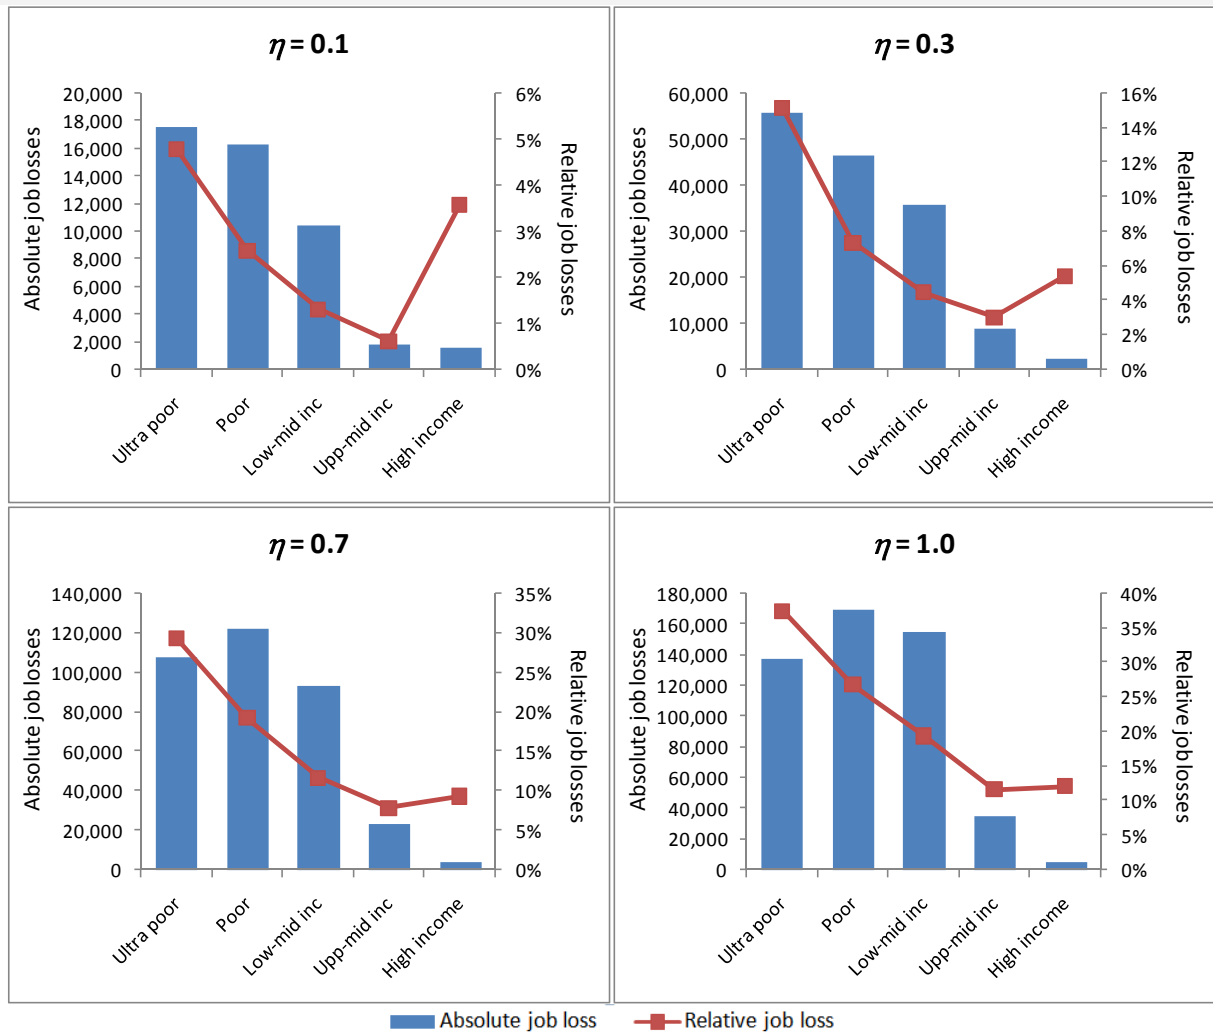 η = 0.1
Absolute job losses
20,000
18,000
16,000
14,000
12,000
10,000
8,000
6,000
4,000
2,000
0
6%
5%
4%
3%
2%
1%
0%
Relative job losses
Ultra poor
Poor
Low-mid inc
Upp-mid inc
High income
η = 0.3
Absolute job losses
60,000
50,000
40,000
30,000
20,000
10,000
0
16%
14%
12%
10%
8%
6%
4%
2%
0%
Relative job losses
Ultra poor
Poor
Low-mid inc
Upp-mid inc
High income
η = 0.7
Absolute job losses
140,000
120,000
100,000
80,000
60,000
40,000
20,000
0
35%
30%
25%
20%
15%
10%
5%
0%
Relative job losses
Ultra poor
Poor
Low-mid inc
Upp-mid inc
High income
η = 1.0
Absolute job losses
180,000
160,000
140,000
120,000
100,000
80,000
60,000
40,000
20,000
0
40%
35%
30%
25%
20%
15%
10%
5%
0%
Relative job losses
Ultra poor
Poor
Low-mid inc
Upp-mid inc
High income
Absolute job loss
Relative job loss